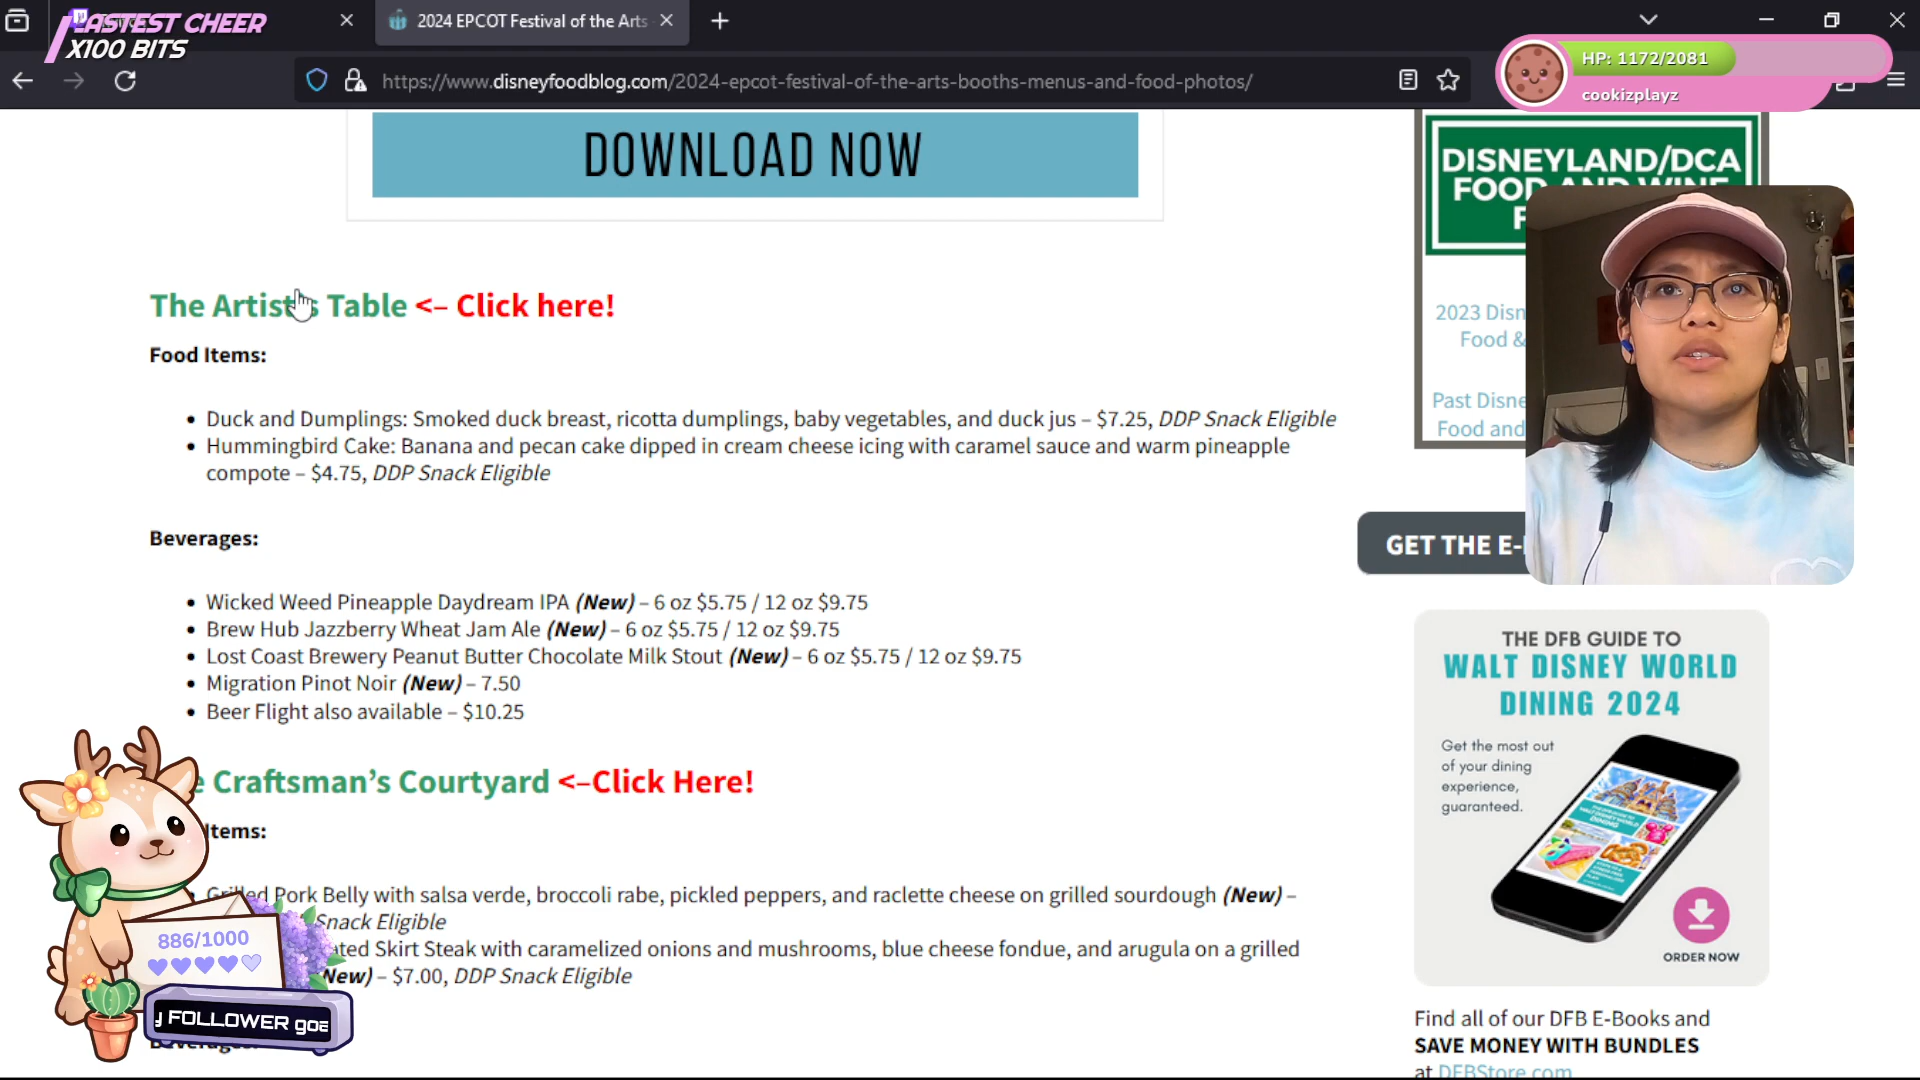 FASTEST CHEER
X100 BITS
2024 EPCOT Festival of the Arts
https://www.disneyfoodblog.com/2024-epcot-festival-of-the-arts-booths-menus-and-food-photos/
HP: 1172/2081
cookizplayz
DOWNLOAD NOW
DISNEYLAND/DCA
FOOD AND WINE
2023 Disn
Food &
Past Disne
Food and
The Artist's Table <– Click here!
Food Items:
• Duck and Dumplings: Smoked duck breast, ricotta dumplings, baby vegetables, and duck jus – $7.25, DDP Snack Eligible
• Hummingbird Cake: Banana and pecan cake dipped in cream cheese icing with caramel sauce and warm pineapple
compote – $4.75, DDP Snack Eligible
Beverages:
• Wicked Weed Pineapple Daydream IPA (New) – 6 oz $5.75 / 12 oz $9.75
• Brew Hub Jazzberry Wheat Jam Ale (New) – 6 oz $5.75 / 12 oz $9.75
• Lost Coast Brewery Peanut Butter Chocolate Milk Stout (New) – 6 oz $5.75 / 12 oz $9.75
• Migration Pinot Noir (New) – 7.50
• Beer Flight also available – $10.25
e Craftsman’s Courtyard <–Click Here!
Items:
Grilled Pork Belly with salsa verde, broccoli rabe, pickled peppers, and raclette cheese on grilled sourdough (New) –
Snack Eligible
ted Skirt Steak with caramelized onions and mushrooms, blue cheese fondue, and arugula on a grilled
New) – $7.00, DDP Snack Eligible
Beverages:
886/1000
FOLLOWER goa
GET THE E-
THE DFB GUIDE TO
WALT DISNEY WORLD
DINING 2024
Get the most out
of your dining
experience,
guaranteed.
ORDER NOW
Find all of our DFB E-Books and
SAVE MONEY WITH BUNDLES
at DFBStore.com